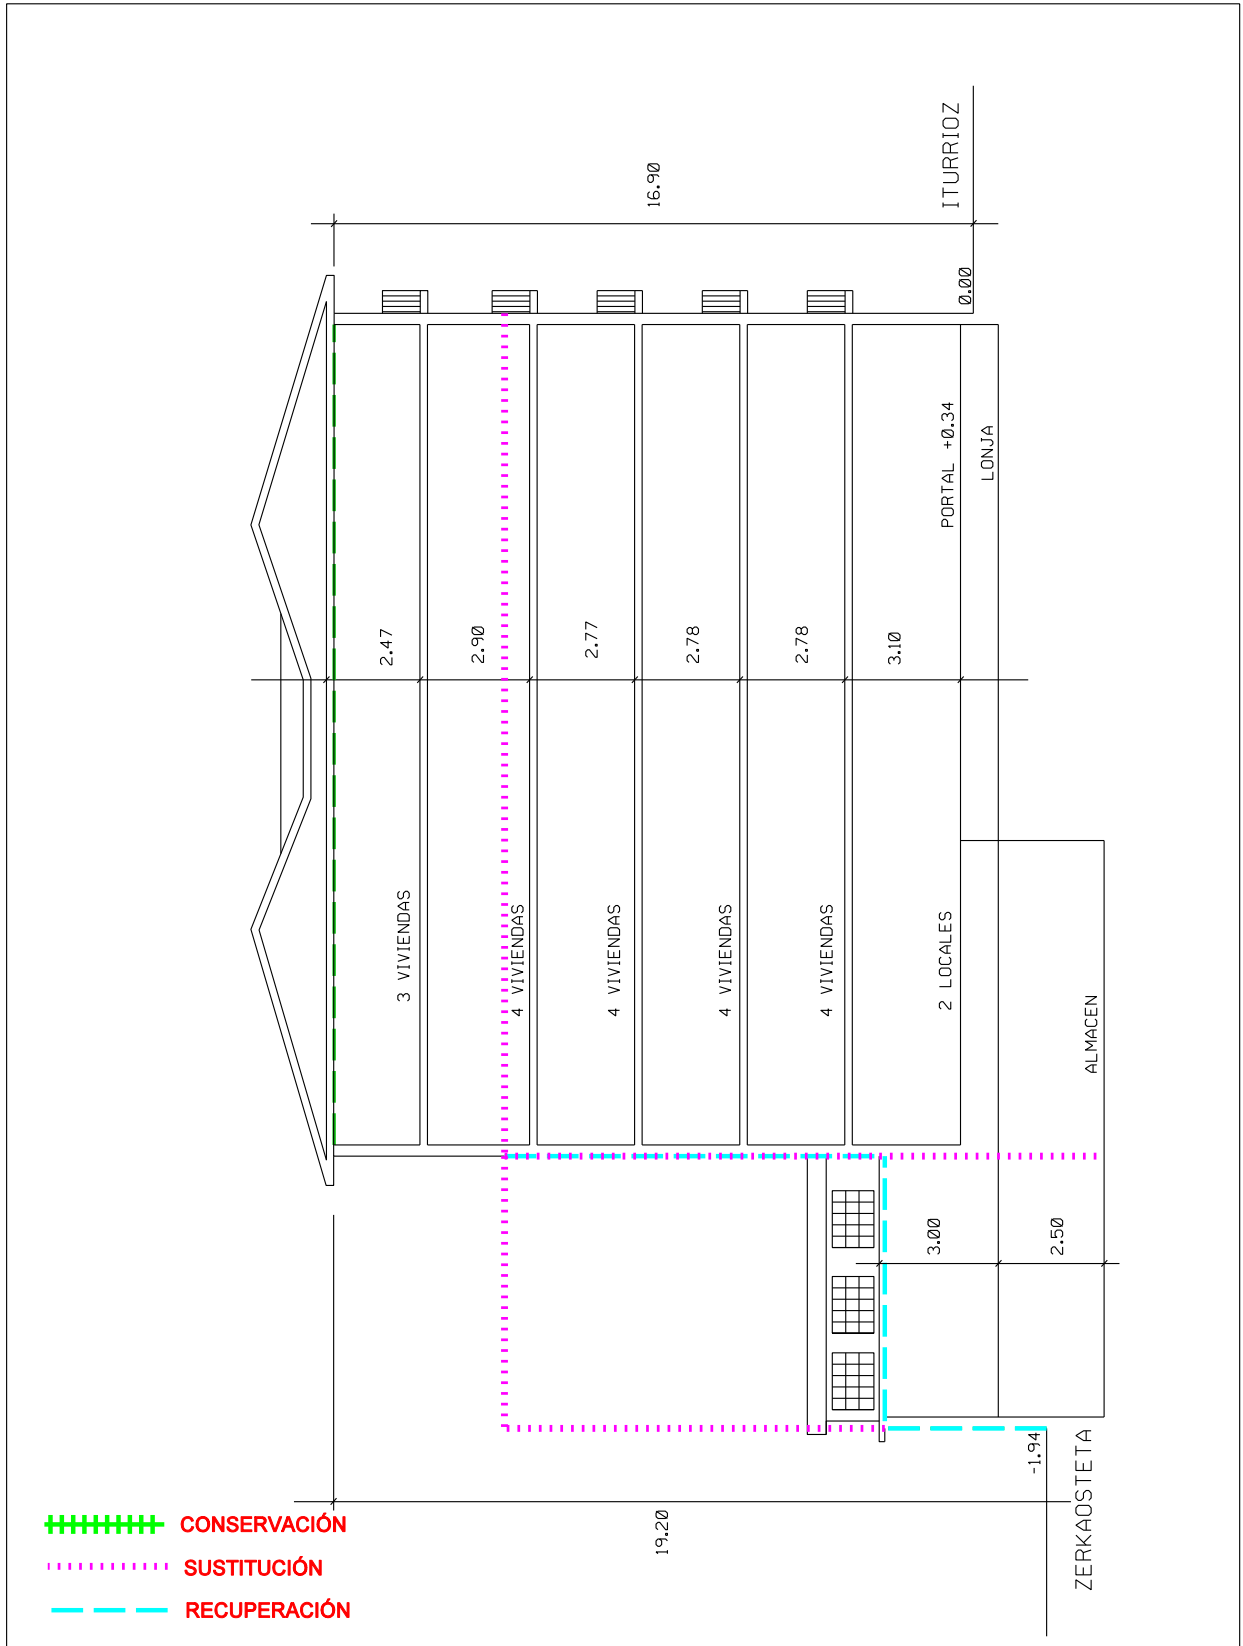 ITURRIOZ
16.90
0.00
PORTAL +0.34
LONJA
2.47
2.90
2.77
2.78
2.78
3.10
3 VIVIENDAS
4 VIVIENDAS
4 VIVIENDAS
4 VIVIENDAS
4 VIVIENDAS
2 LOCALES
ALMACEN
3.00
2.50
-1.94
ZERKAOSTETA
19.20
CONSERVACIÓN
SUSTITUCIÓN
RECUPERACIÓN